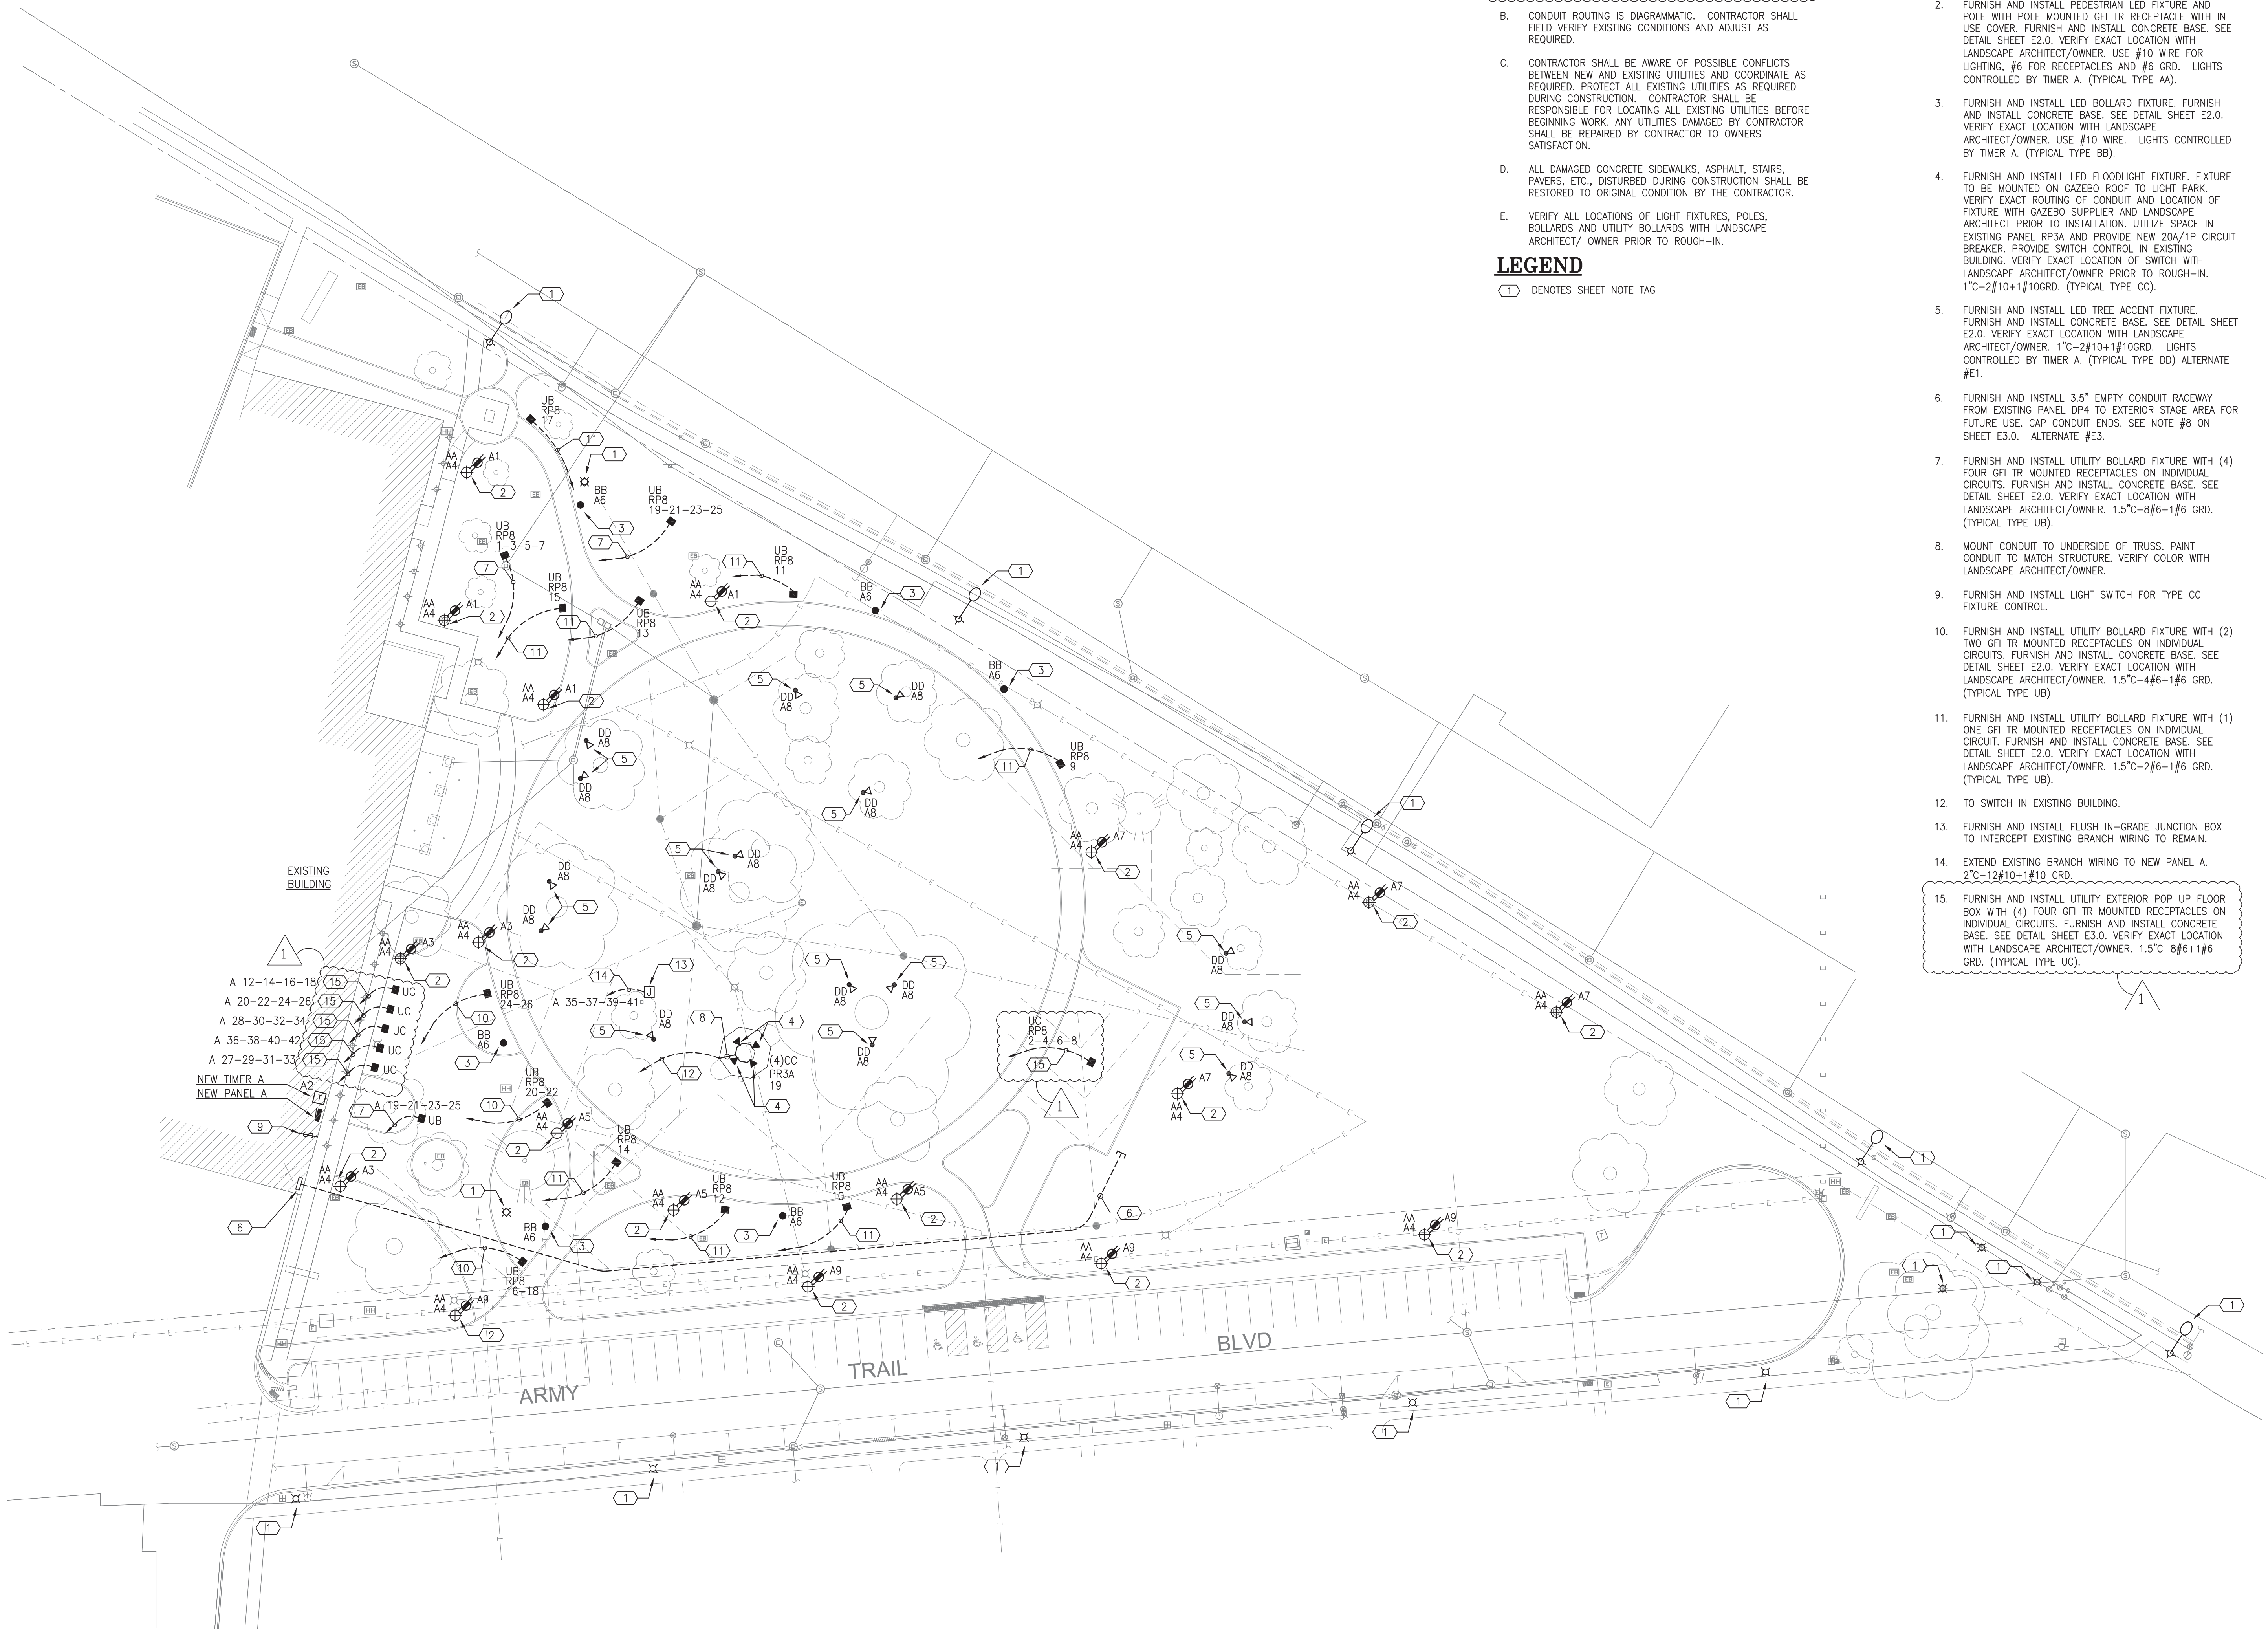 B. CONDUIT ROUTING IS DIAGRAMMATIC. CONTRACTOR SHALL
FIELD VERIFY EXISTING CONDITIONS AND ADJUST AS
REQUIRED.
C. CONTRACTOR SHALL BE AWARE OF POSSIBLE CONFLICTS
BETWEEN NEW AND EXISTING UTILITIES AND COORDINATE AS
REQUIRED. PROTECT ALL EXISTING UTILITIES AS REQUIRED
DURING CONSTRUCTION. CONTRACTOR SHALL BE
RESPONSIBLE FOR LOCATING ALL EXISTING UTILITIES BEFORE
BEGINNING WORK. ANY UTILITIES DAMAGED BY CONTRACTOR
SHALL BE REPAIRED BY CONTRACTOR TO OWNERS
SATISFACTION.
D. ALL DAMAGED CONCRETE SIDEWALKS, ASPHALT, STAIRS,
PAVERS, ETC., DISTURBED DURING CONSTRUCTION SHALL BE
RESTORED TO ORIGINAL CONDITION BY THE CONTRACTOR.
E. VERIFY ALL LOCATIONS OF LIGHT FIXTURES, POLES,
BOLLARDS AND UTILITY BOLLARDS WITH LANDSCAPE
ARCHITECT/ OWNER PRIOR TO ROUGH-IN.
LEGEND
1 DENOTES SHEET NOTE TAG
2. FURNISH AND INSTALL PEDESTRIAN LED FIXTURE AND
POLE WITH POLE MOUNTED GFI TR RECEPTACLE WITH IN
USE COVER. FURNISH AND INSTALL CONCRETE BASE. SEE
DETAIL SHEET E2.0. VERIFY EXACT LOCATION WITH
LANDSCAPE ARCHITECT/OWNER. USE #10 WIRE FOR
LIGHTING, #6 FOR RECEPTACLES AND #6 GRD. LIGHTS
CONTROLLED BY TIMER A. (TYPICAL TYPE AA).
3. FURNISH AND INSTALL LED BOLLARD FIXTURE. FURNISH
AND INSTALL CONCRETE BASE. SEE DETAIL SHEET E2.0.
VERIFY EXACT LOCATION WITH LANDSCAPE
ARCHITECT/OWNER. USE #10 WIRE. LIGHTS CONTROLLED
BY TIMER A. (TYPICAL TYPE BB).
4. FURNISH AND INSTALL LED FLOODLIGHT FIXTURE. FIXTURE
TO BE MOUNTED ON GAZEBO ROOF TO LIGHT PARK.
VERIFY EXACT ROUTING OF CONDUIT AND LOCATION OF
FIXTURE WITH GAZEBO SUPPLIER AND LANDSCAPE
ARCHITECT PRIOR TO INSTALLATION. UTILIZE SPACE IN
EXISTING PANEL RP3A AND PROVIDE NEW 20A/1P CIRCUIT
BREAKER. PROVIDE SWITCH CONTROL IN EXISTING
BUILDING. VERIFY EXACT LOCATION OF SWITCH WITH
LANDSCAPE ARCHITECT/OWNER PRIOR TO ROUGH-IN.
1"C-2#10+1#10GRD. (TYPICAL TYPE CC).
5. FURNISH AND INSTALL LED TREE ACCENT FIXTURE.
FURNISH AND INSTALL CONCRETE BASE. SEE DETAIL SHEET
E2.0. VERIFY EXACT LOCATION WITH LANDSCAPE
ARCHITECT/OWNER. 1"C-2#10+1#10GRD. LIGHTS
CONTROLLED BY TIMER A. (TYPICAL TYPE DD) ALTERNATE
#E1.
6. FURNISH AND INSTALL 3.5" EMPTY CONDUIT RACEWAY
FROM EXISTING PANEL DP4 TO EXTERIOR STAGE AREA FOR
FUTURE USE. CAP CONDUIT ENDS. SEE NOTE #8 ON
SHEET E3.0. ALTERNATE #E3.
7. FURNISH AND INSTALL UTILITY BOLLARD FIXTURE WITH (4)
FOUR GFI TR MOUNTED RECEPTACLES ON INDIVIDUAL
CIRCUITS. FURNISH AND INSTALL CONCRETE BASE. SEE
DETAIL SHEET E2.0. VERIFY EXACT LOCATION WITH
LANDSCAPE ARCHITECT/OWNER. 1.5"C-8#6+1#6 GRD.
(TYPICAL TYPE UB).
8. MOUNT CONDUIT TO UNDERSIDE OF TRUSS. PAINT
CONDUIT TO MATCH STRUCTURE. VERIFY COLOR WITH
LANDSCAPE ARCHITECT/OWNER.
9. FURNISH AND INSTALL LIGHT SWITCH FOR TYPE CC
FIXTURE CONTROL.
10. FURNISH AND INSTALL UTILITY BOLLARD FIXTURE WITH (2)
TWO GFI TR MOUNTED RECEPTACLES ON INDIVIDUAL
CIRCUITS. FURNISH AND INSTALL CONCRETE BASE. SEE
DETAIL SHEET E2.0. VERIFY EXACT LOCATION WITH
LANDSCAPE ARCHITECT/OWNER. 1.5"C-4#6+1#6 GRD.
(TYPICAL TYPE UB)
11. FURNISH AND INSTALL UTILITY BOLLARD FIXTURE WITH (1)
ONE GFI TR MOUNTED RECEPTACLES ON INDIVIDUAL
CIRCUIT. FURNISH AND INSTALL CONCRETE BASE. SEE
DETAIL SHEET E2.0. VERIFY EXACT LOCATION WITH
LANDSCAPE ARCHITECT/OWNER. 1.5"C-2#6+1#6 GRD.
(TYPICAL TYPE UB).
12. TO SWITCH IN EXISTING BUILDING.
13. FURNISH AND INSTALL FLUSH IN-GRADE JUNCTION BOX
TO INTERCEPT EXISTING BRANCH WIRING TO REMAIN.
14. EXTEND EXISTING BRANCH WIRING TO NEW PANEL A.
2"C-12#10+1#10 GRD.
15. FURNISH AND INSTALL UTILITY EXTERIOR POP UP FLOOR
BOX WITH (4) FOUR GFI TR MOUNTED RECEPTACLES ON
INDIVIDUAL CIRCUITS. FURNISH AND INSTALL CONCRETE
BASE. SEE DETAIL SHEET E3.0. VERIFY EXACT LOCATION
WITH LANDSCAPE ARCHITECT/OWNER. 1.5"C-8#6+1#6
GRD. (TYPICAL TYPE UC).
1
UB
RP8
17
UB
RP8
19-21-23-25
UB
RP8
1-3-5-7
UB
RP8
11
UB
RP8
15
UB
RP8
13
UB
RP8
9
EXISTING
BUILDING
A 12-14-16-18
A 20-22-24-26
A 28-30-32-34
A 36-38-40-42
A 27-29-31-33
NEW TIMER A
NEW PANEL A
A2
A 19-21-23-25
UB
UB
RP8
24-26
A 35-37-39-41
(4)CC
PR3A
19
UC
RP8
2-4-6-8
UB
RP8
20-22
UB
RP8
14
UB
RP8
12
UB
RP8
10
UB
RP8
16-18
ARMY
TRAIL
BLVD